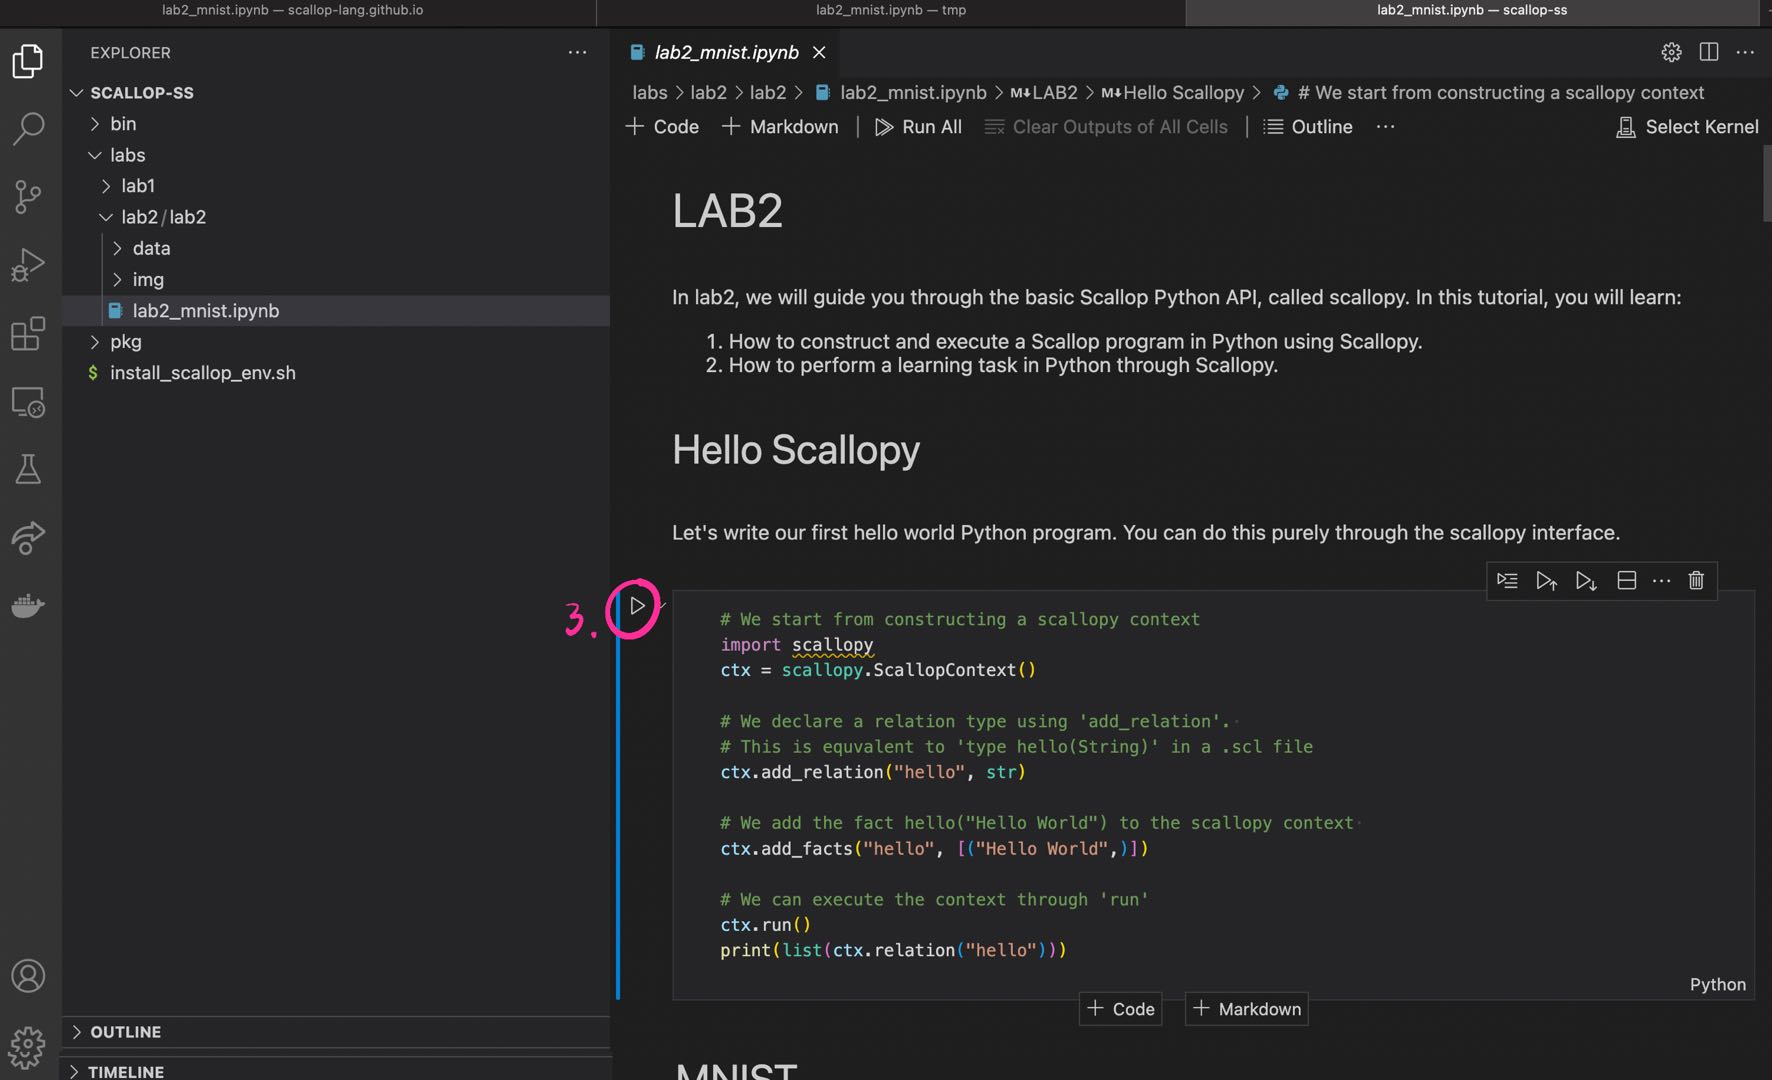 lab2_mnist.ipynb — scallop-lang.github.io
lab2_mnist.ipynb — tmp
lab2_mnist.ipynb — scallop-ss
EXPLORER
SCALLOP-SS
bin
labs
lab1
lab2/lab2
data
img
lab2_mnist.ipynb
pkg
$ install_scallop_env.sh
OUTLINE
TIMELINE
lab2_mnist.ipynb
labs > lab2 > lab2 > lab2_mnist.ipynb > M↓LAB2 > M↓Hello Scallopy > # We start from constructing a scallopy context
+ Code + Markdown | Run All Clear Outputs of All Cells | Outline ··· Select Kernel
LAB2
In lab2, we will guide you through the basic Scallop Python API, called scallopy. In this tutorial, you will learn:
1. How to construct and execute a Scallop program in Python using Scallopy.
2. How to perform a learning task in Python through Scallopy.
Hello Scallopy
Let's write our first hello world Python program. You can do this purely through the scallopy interface.
3.
# We start from constructing a scallopy context
import scallopy
ctx = scallopy.ScallopContext()
# We declare a relation type using 'add_relation'.
# This is equvalent to 'type hello(String)' in a .scl file
ctx.add_relation("hello", str)
# We add the fact hello("Hello World") to the scallopy context
ctx.add_facts("hello", [("Hello World",)])
# We can execute the context through 'run'
ctx.run()
print(list(ctx.relation("hello")))
Python
+ Code + Markdown
MNIST